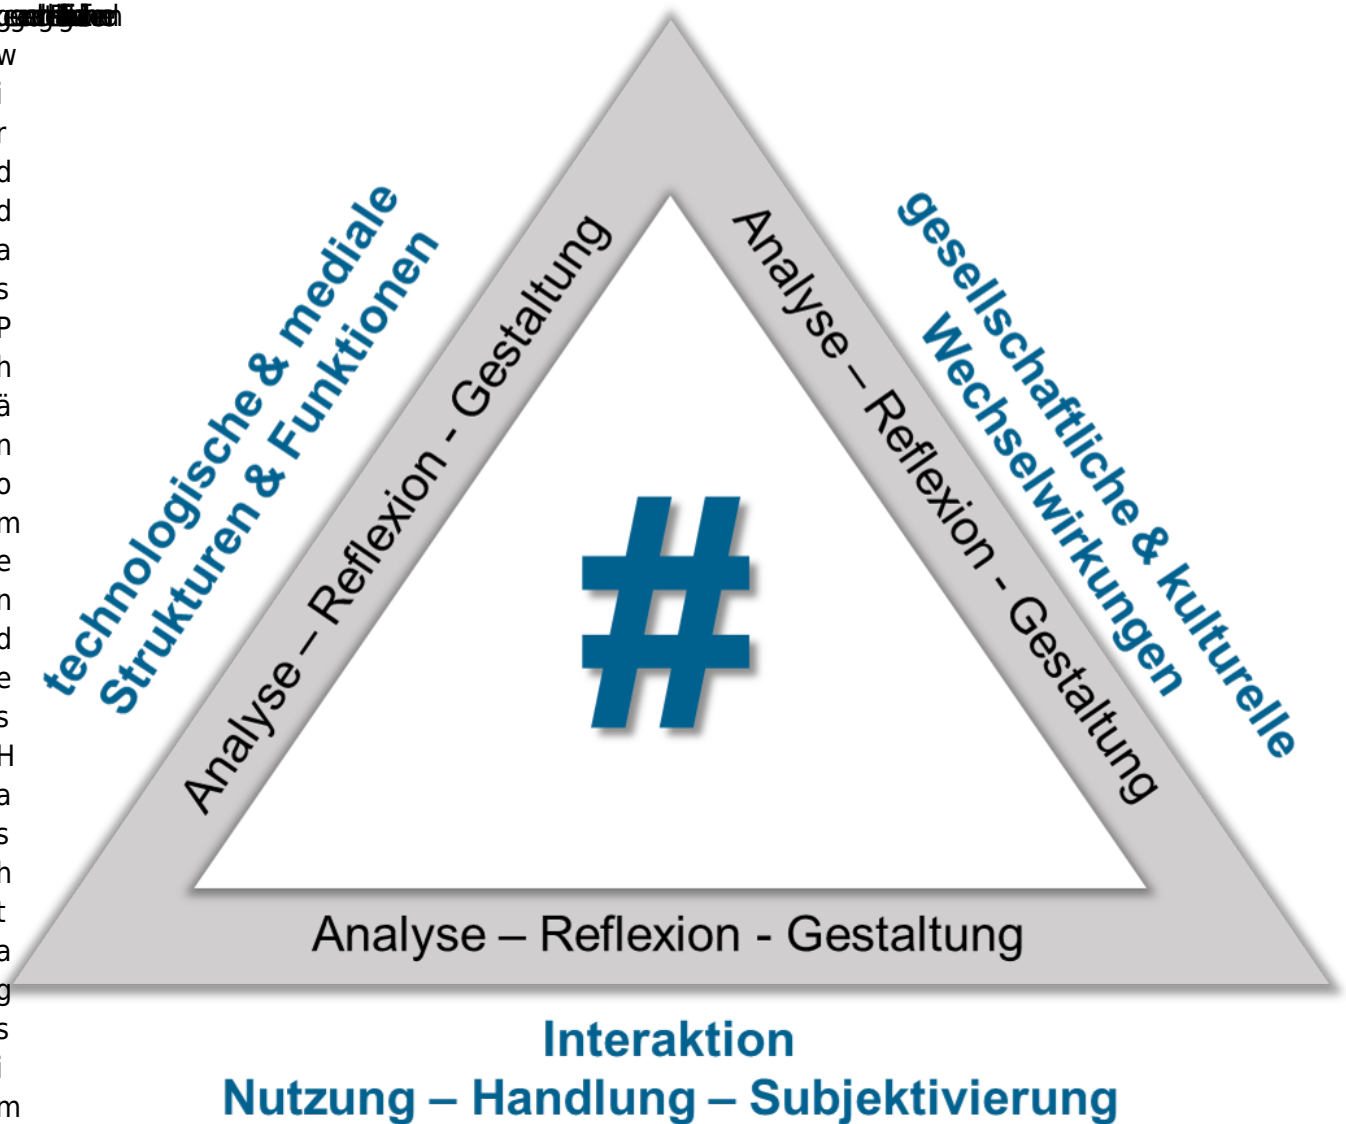 w
i
r
d
d
a
s
P
h
ä
n
o
m
e
n
d
e
s
H
a
s
h
t
a
g
s
i
m
technologische & mediale
Strukturen & Funktionen
Analyse – Reflexion - Gestaltung
gesellschaftliche & kulturelle
Wechselwirkungen
Analyse – Reflexion - Gestaltung
#
Analyse – Reflexion - Gestaltung
Interaktion
Nutzung – Handlung – Subjektivierung